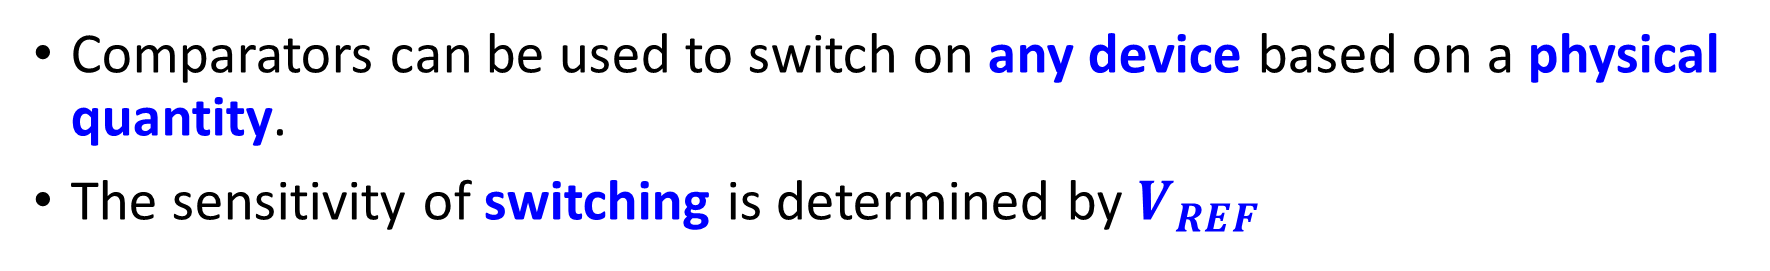 • Comparators can be used to switch on any device based on a physical
quantity.
• The sensitivity of switching is determined by V_REF